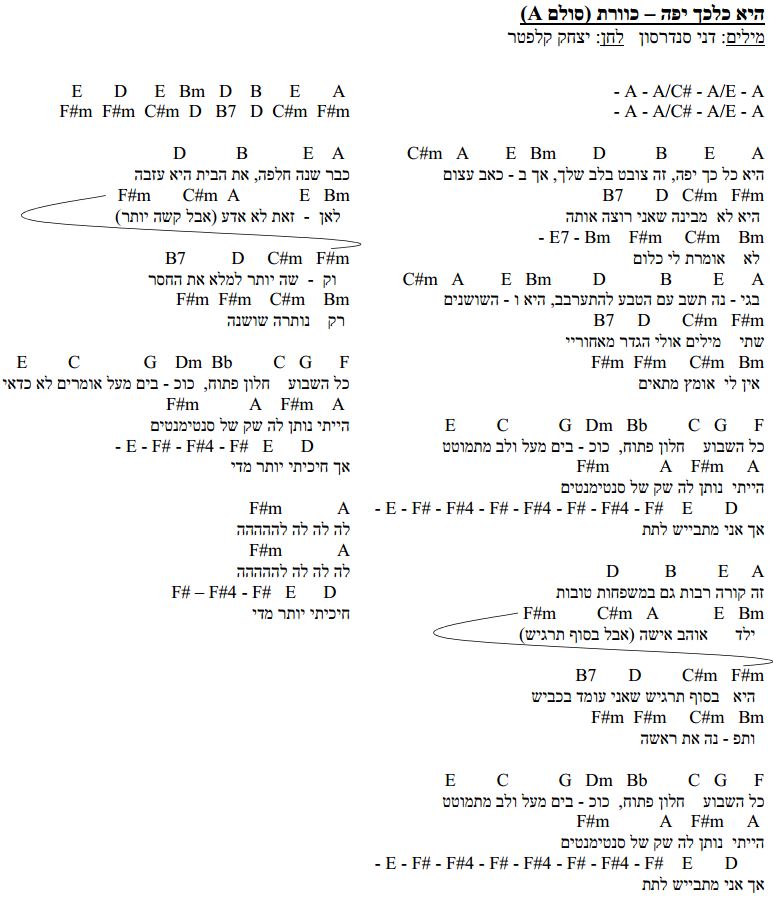 היא כלכך יפה – כוורת (סולם A)
מילים: דני סנדרסון לחן: יצחק קלפטר
- A - A/C# - A/E - A
- A - A/C# - A/E - A
C#m A E Bm D B E A
היא כל כך יפה, זה צובט בלב שלך, אך ב - כאב עצום
B7 D C#m F#m
היא לא מבינה שאני רוצה אותה
- E7 - Bm F#m C#m Bm
לא אומרת לי כלום
C#m A E Bm D B E A
בגי - נה תשב עם הטבע להתערבב, היא ו - השושנים
B7 D C#m F#m
שתי מילים אולי הגדר מאחוריי
F#m F#m C#m Bm
אין לי אומץ מתאים
E C G Dm Bb C G F
כל השבוע חלון פתוח, כוכ - בים מעל ולב מתמוטט
F#m A F#m A
הייתי נותן לה שק של סנטימנטים
- E - F# - F#4 - F# - F#4 - F# - F#4 - F# E D
אך אני מתבייש לתת
D B E A
זה קורה רבות גם במשפחות טובות
F#m C#m A E Bm
ילד אוהב אישה (אבל בסוף תרגיש)
B7 D C#m F#m
היא בסוף תרגיש שאני עומד בכביש
F#m F#m C#m Bm
ותפ - נה את ראשה
E C G Dm Bb C G F
כל השבוע חלון פתוח, כוכ - בים מעל ולב מתמוטט
F#m A F#m A
הייתי נותן לה שק של סנטימנטים
- E - F# - F#4 - F# - F#4 - F# - F#4 - F# E D
אך אני מתבייש לתת
E D E Bm D B E A
F#m F#m C#m D B7 D C#m F#m
D B E A
כבר שנה חלפה, את הבית היא עזבה
F#m C#m A E Bm
לאן - זאת לא אדע (אבל קשה יותר)
B7 D C#m F#m
וק - שה יותר למלא את החסר
F#m F#m C#m Bm
רק נותרה שושנה
E C G Dm Bb C G F
כל השבוע חלון פתוח, כוכ - בים מעל אומרים לא כדאי
F#m A F#m A
הייתי נותן לה שק של סנטימנטים
- E - F# - F#4 - F# E D
אך חיכיתי יותר מדי
F#m A
לה לה לה לההההה
F#m A
לה לה לה לההההה
F# – F#4 - F# E D
חיכיתי יותר מדי